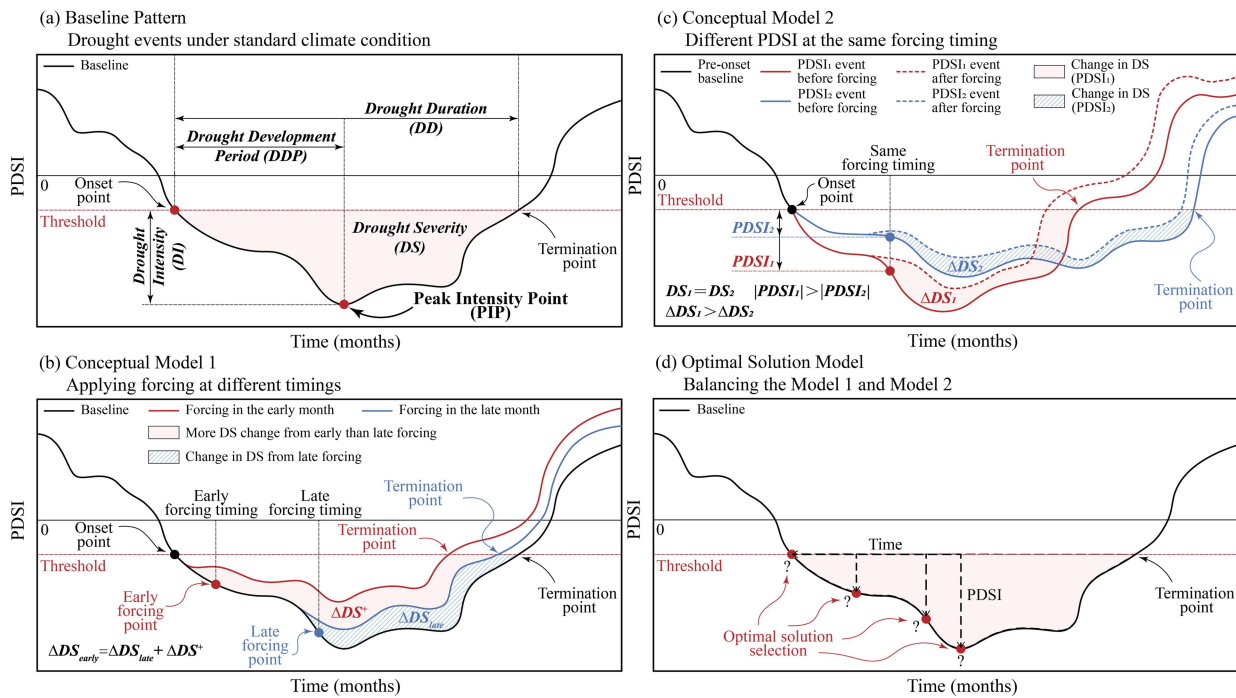 (a) Baseline Pattern
Drought events under standard climate condition
Baseline
Drought Duration
(DD)
Drought Development
Period (DDP)
PDSI
0
Onset
point
Threshold
Drought
Intensity
(DI)
Drought Severity
(DS)
Termination
point
Peak Intensity Point
(PIP)
Time (months)
(b) Conceptual Model 1
Applying forcing at different timings
Baseline
Forcing in the early month
Forcing in the late month
More DS change from early than late forcing
Change in DS from late forcing
Early
forcing timing
Late
forcing timing
Termination
point
Termination
point
PDSI
0
Onset
point
Threshold
Early
forcing
point
Late
forcing
point
ΔDS⁺
ΔDS_late
Termination
point
ΔDS_early=ΔDS_late+ ΔDS⁺
Time (months)
(c) Conceptual Model 2
Different PDSI at the same forcing timing
Pre-onset
baseline
PDSI₁ event
before forcing
PDSI₂ event
before forcing
PDSI₁ event
after forcing
PDSI₂ event
after forcing
Change in DS
(PDSI₁)
Change in DS
(PDSI₂)
Same
forcing timing
Termination
point
PDSI
0
Onset
point
Threshold
PDSI₂
PDSI₁
ΔDS₂
ΔDS₁
Termination
point
DS₁=DS₂ |PDSI₁|>|PDSI₂|
ΔDS₁>ΔDS₂
Time (months)
(d) Optimal Solution Model
Balancing the Model 1 and Model 2
Baseline
PDSI
0
Time
Threshold
?
?
?
?
PDSI
Termination
point
Optimal solution
selection
Time (months)